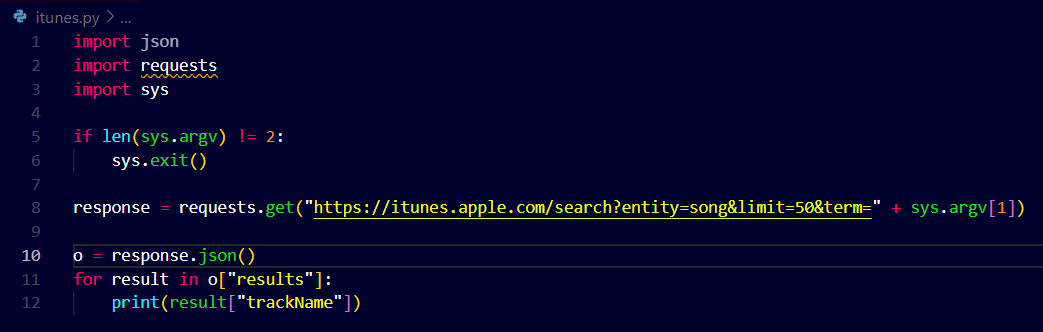 itunes.py > ...
1 import json
2 import requests
3 import sys
4
5 if len(sys.argv) != 2:
6     sys.exit()
7
8 response = requests.get("https://itunes.apple.com/search?entity=song&limit=50&term=" + sys.argv[1])
9
10 o = response.json()
11 for result in o["results"]:
12     print(result["trackName"])